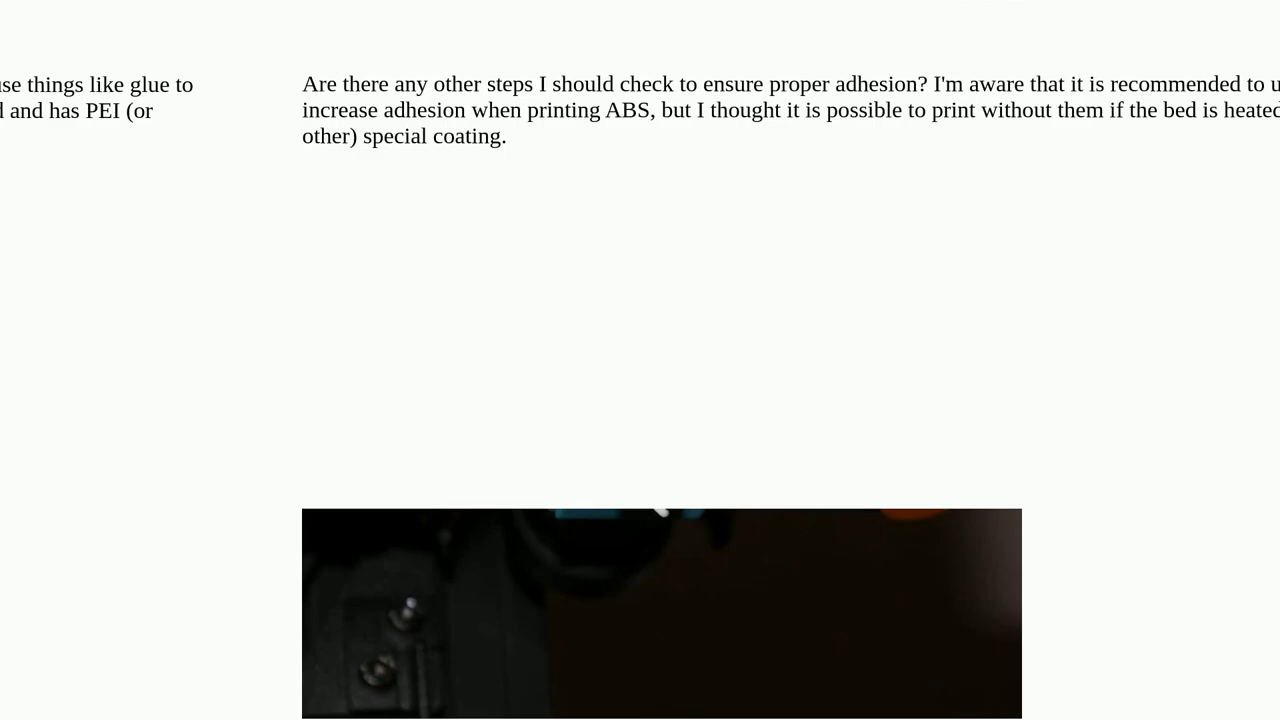 use things like glue to
d and has PEI (or
Are there any other steps I should check to ensure proper adhesion? I'm aware that it is recommended to u
increase adhesion when printing ABS, but I thought it is possible to print without them if the bed is heated
other) special coating.